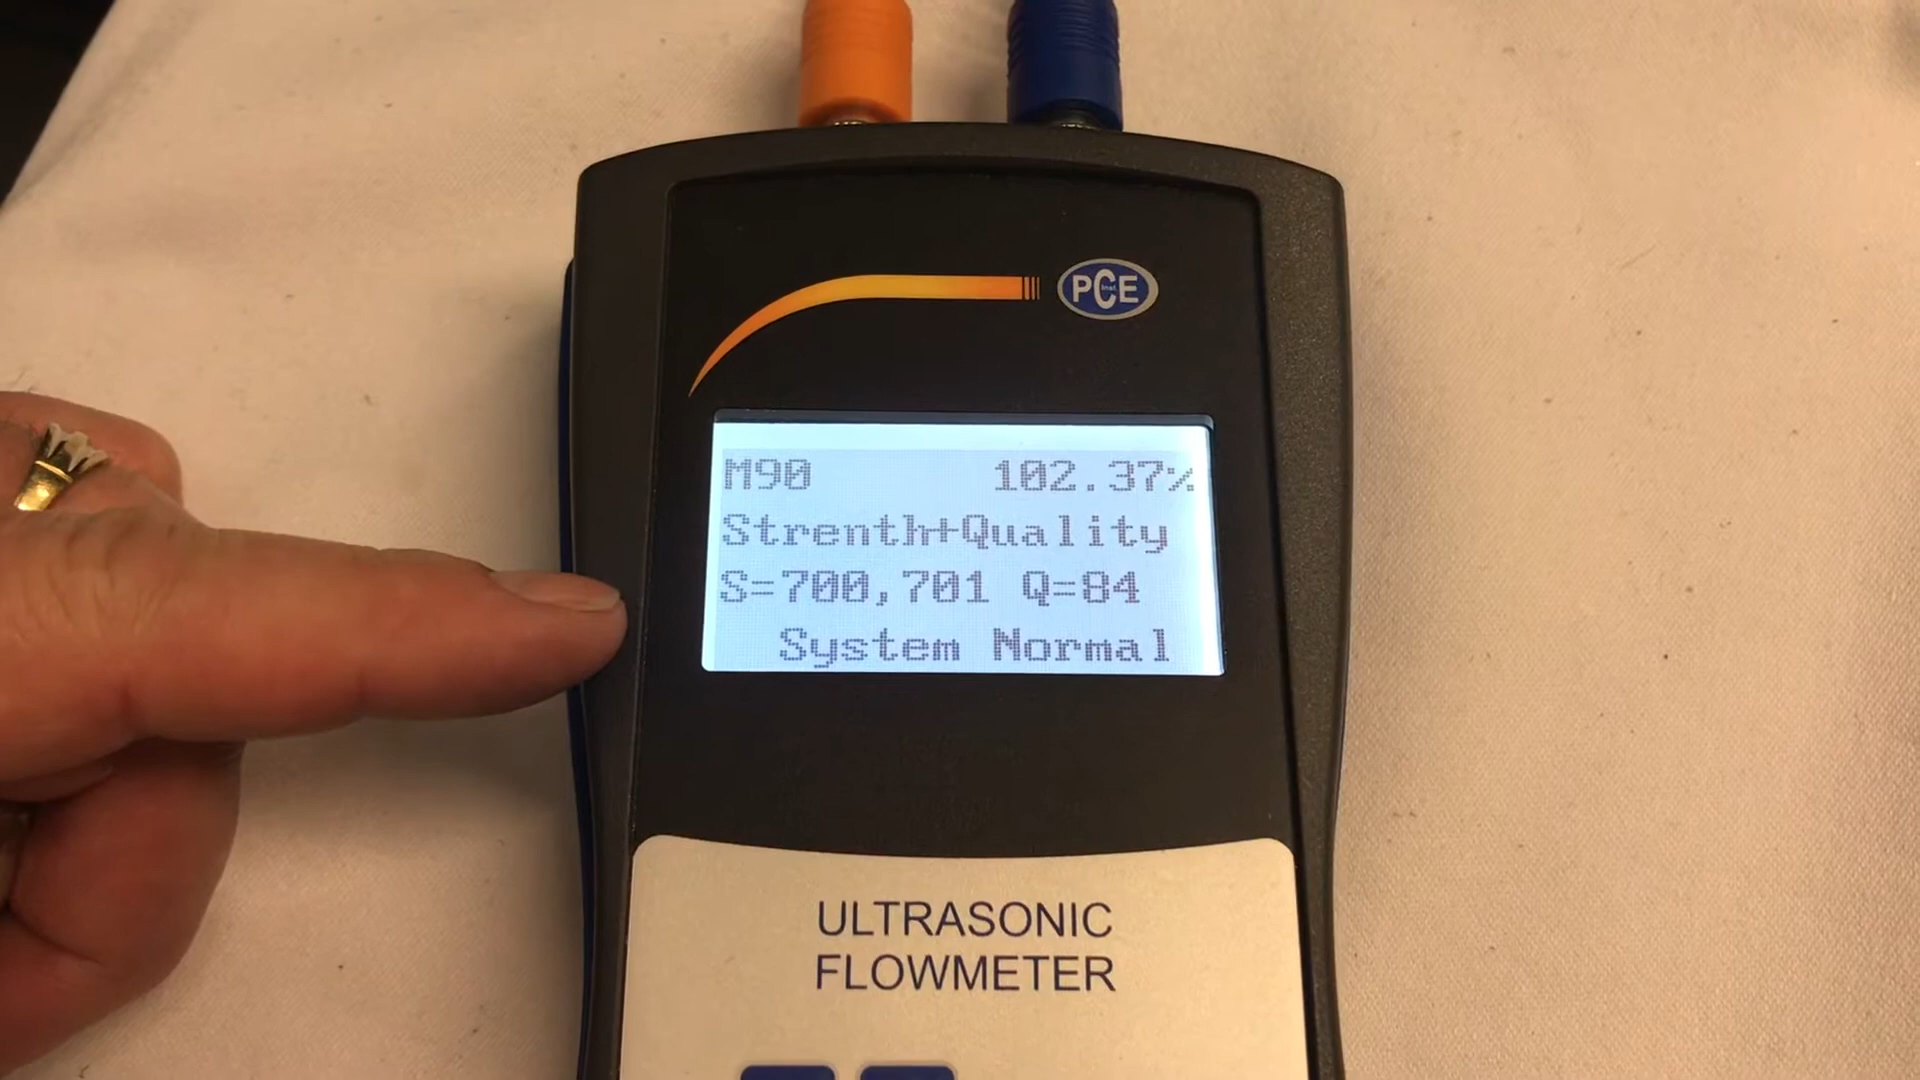 PCE
Inst.
M90 102.37%
Strenth+Quality
S=700,701 Q=84
System Normal
ULTRASONIC
FLOWMETER